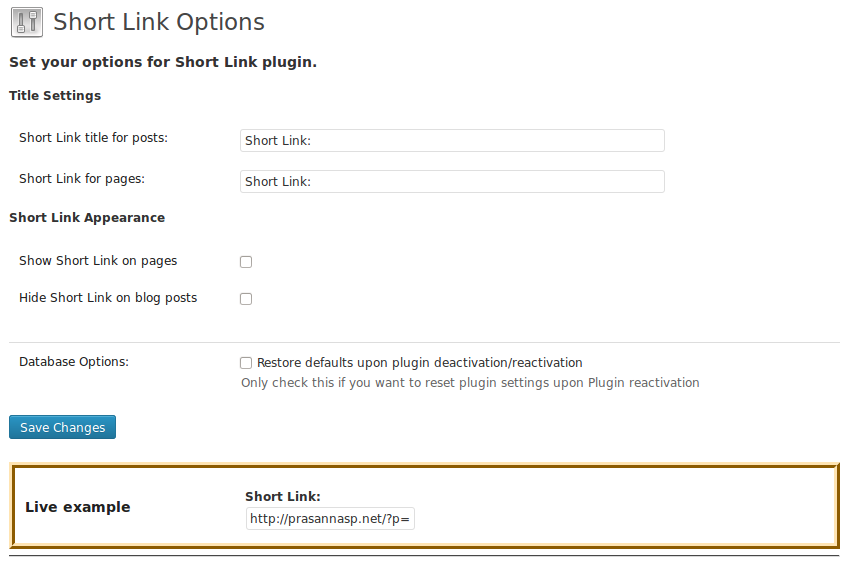 Short Link Options
Set your options for Short Link plugin.
Title Settings
Short Link title for posts:
Short Link:
Short Link for pages:
Short Link:
Short Link Appearance
Show Short Link on pages
Hide Short Link on blog posts
Database Options:
Restore defaults upon plugin deactivation/reactivation
Only check this if you want to reset plugin settings upon Plugin reactivation
Save Changes
Live example
Short Link:
http://prasannasp.net/?p=